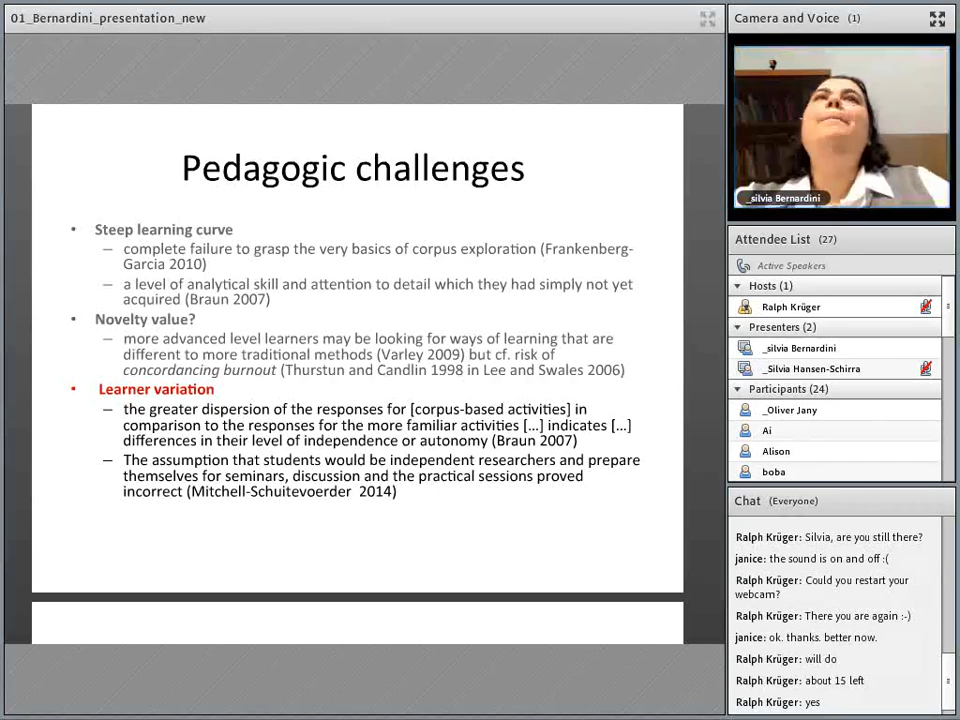 01_Bernardini_presentation_new
Pedagogic challenges
• Steep learning curve
– complete failure to grasp the very basics of corpus exploration (Frankenberg-
Garcia 2010)
– a level of analytical skill and attention to detail which they had simply not yet
acquired (Braun 2007)
• Novelty value?
– more advanced level learners may be looking for ways of learning that are
different to more traditional methods (Varley 2009) but cf. risk of
concordancing burnout (Thurstun and Candlin 1998 in Lee and Swales 2006)
• Learner variation
– the greater dispersion of the responses for [corpus-based activities] in
comparison to the responses for the more familiar activities […] indicates […]
differences in their level of independence or autonomy (Braun 2007)
– The assumption that students would be independent researchers and prepare
themselves for seminars, discussion and the practical sessions proved
incorrect (Mitchell-Schuitevoerder 2014)
Camera and Voice (1)
_silvia Bernardini
Attendee List (27)
Active Speakers
Hosts (1)
Ralph Krüger
Presenters (2)
_silvia Bernardini
_Silvia Hansen-Schirra
Participants (24)
_Oliver Jany
Ai
Alison
boba
Chat (Everyone)
Ralph Krüger: Silvia, are you still there?
janice: the sound is on and off :(
Ralph Krüger: Could you restart your
webcam?
Ralph Krüger: There you are again :-)
janice: ok. thanks. better now.
Ralph Krüger: will do
Ralph Krüger: about 15 left
Ralph Krüger: yes